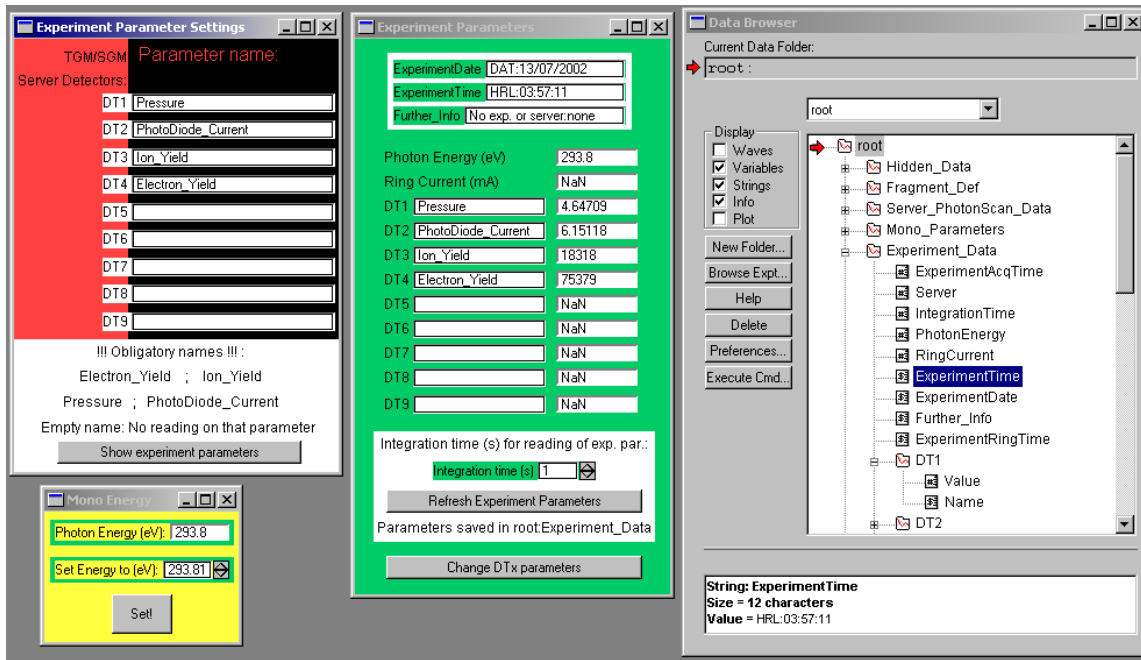 Experiment Parameter Settings
TGM/SGM Parameter name:
Server Detectors:
DT1 Pressure
DT2 PhotoDiode_Current
DT3 Ion_Yield
DT4 Electron_Yield
DT5
DT6
DT7
DT8
DT9
!!! Obligatory names !!! :
Electron_Yield ; Ion_Yield
Pressure ; PhotoDiode_Current
Empty name: No reading on that parameter
Show experiment parameters
Mono Energy
Photon Energy (eV): 293.8
Set Energy to (eV): 293.81
Set!
Experiment Parameters
ExperimentDate DAT:13/07/2002
ExperimentTime HRL:03:57:11
Further_Info No exp. or server:none
Photon Energy (eV) 293.8
Ring Current (mA) NaN
DT1 Pressure 4.64709
DT2 PhotoDiode_Current 6.15118
DT3 Ion_Yield 18318
DT4 Electron_Yield 75379
DT5 NaN
DT6 NaN
DT7 NaN
DT8 NaN
DT9 NaN
Integration time (s) for reading of exp. par.:
Integration time (s) 1
Refresh Experiment Parameters
Parameters saved in root:Experiment_Data
Change DTx parameters
Data Browser
Current Data Folder:
root:
root
Display
Waves
Variables
Strings
Info
Plot
New Folder...
Browse Expt...
Help
Delete
Preferences...
Execute Cmd...
root
Hidden_Data
Fragment_Def
Server_PhotonScan_Data
Mono_Parameters
Experiment_Data
ExperimentAcqTime
Server
IntegrationTime
PhotonEnergy
RingCurrent
ExperimentTime
ExperimentDate
Further_Info
ExperimentRingTime
DT1
Value
Name
DT2
String: ExperimentTime
Size = 12 characters
Value = HRL:03:57:11